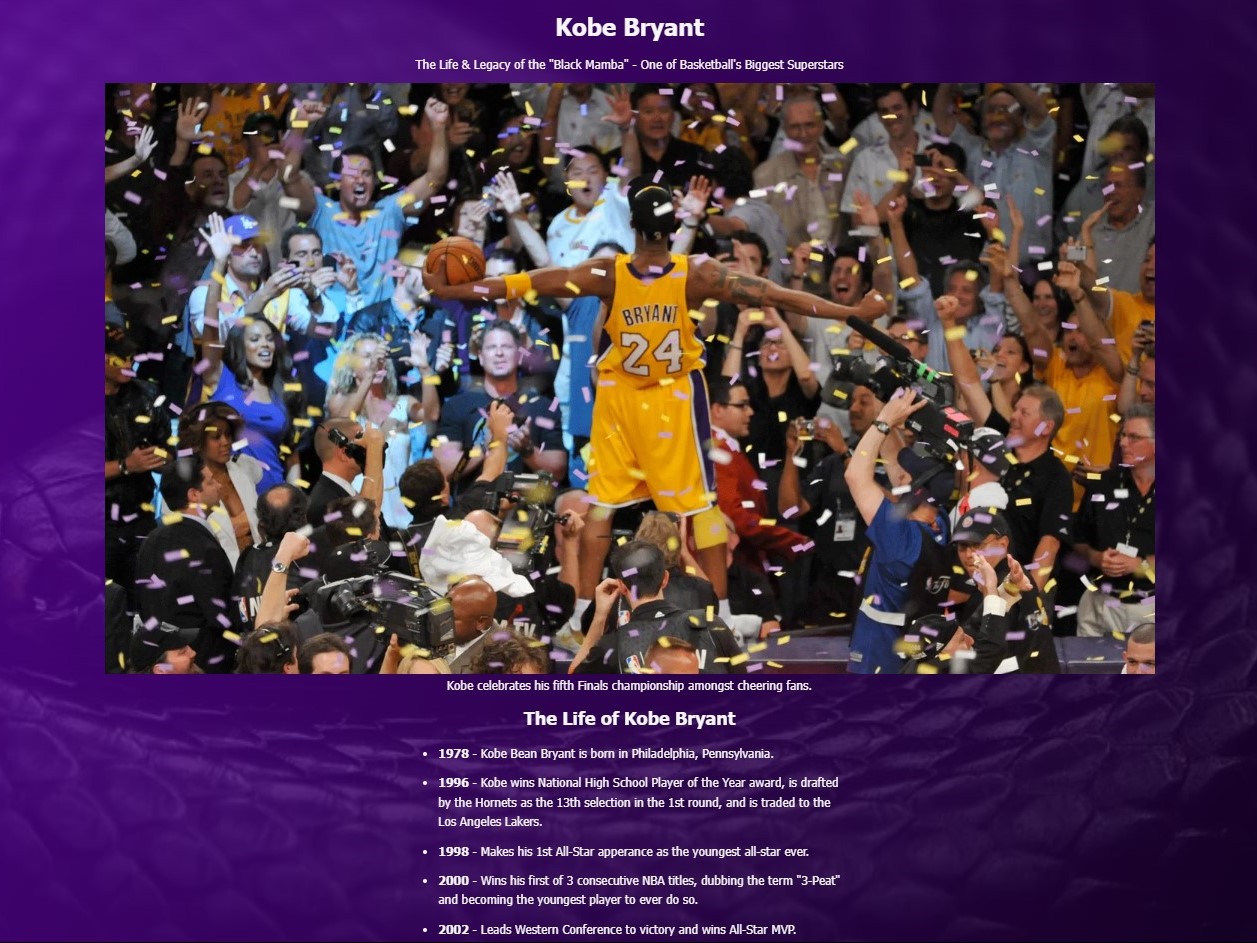 Kobe Bryant
The Life & Legacy of the "Black Mamba" - One of Basketball's Biggest Superstars
BRYANT
24
Kobe celebrates his fifth Finals championship amongst cheering fans.
The Life of Kobe Bryant
• 1978 - Kobe Bean Bryant is born in Philadelphia, Pennsylvania.
• 1996 - Kobe wins National High School Player of the Year award, is drafted
by the Hornets as the 13th selection in the 1st round, and is traded to the
Los Angeles Lakers.
• 1998 - Makes his 1st All-Star apperance as the youngest all-star ever.
• 2000 - Wins his first of 3 consecutive NBA titles, dubbing the term "3-Peat"
and becoming the youngest player to ever do so.
• 2002 - Leads Western Conference to victory and wins All-Star MVP.